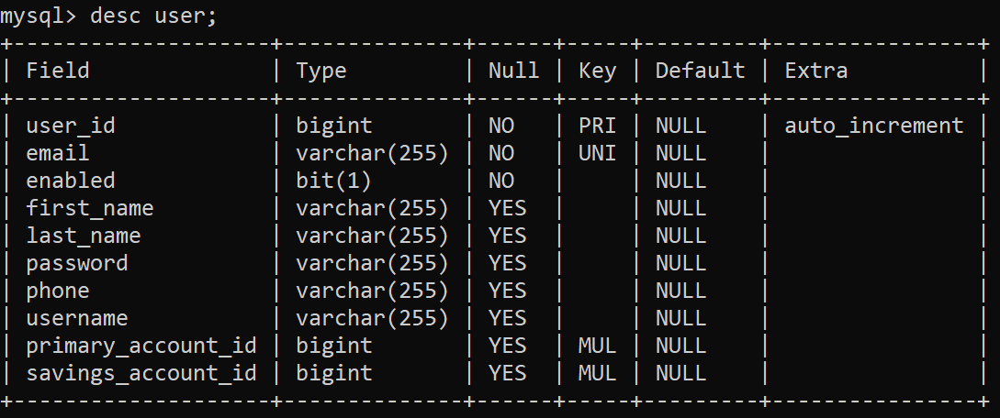 mysql> desc user;
+--------------------+--------------+------+-----+---------+----------------+
| Field              | Type         | Null | Key | Default | Extra          |
+--------------------+--------------+------+-----+---------+----------------+
| user_id            | bigint       | NO   | PRI | NULL    | auto_increment |
| email              | varchar(255) | NO   | UNI | NULL    |                |
| enabled            | bit(1)       | NO   |     | NULL    |                |
| first_name         | varchar(255) | YES  |     | NULL    |                |
| last_name          | varchar(255) | YES  |     | NULL    |                |
| password           | varchar(255) | YES  |     | NULL    |                |
| phone              | varchar(255) | YES  |     | NULL    |                |
| username           | varchar(255) | YES  |     | NULL    |                |
| primary_account_id | bigint       | YES  | MUL | NULL    |                |
| savings_account_id | bigint       | YES  | MUL | NULL    |                |
+--------------------+--------------+------+-----+---------+----------------+